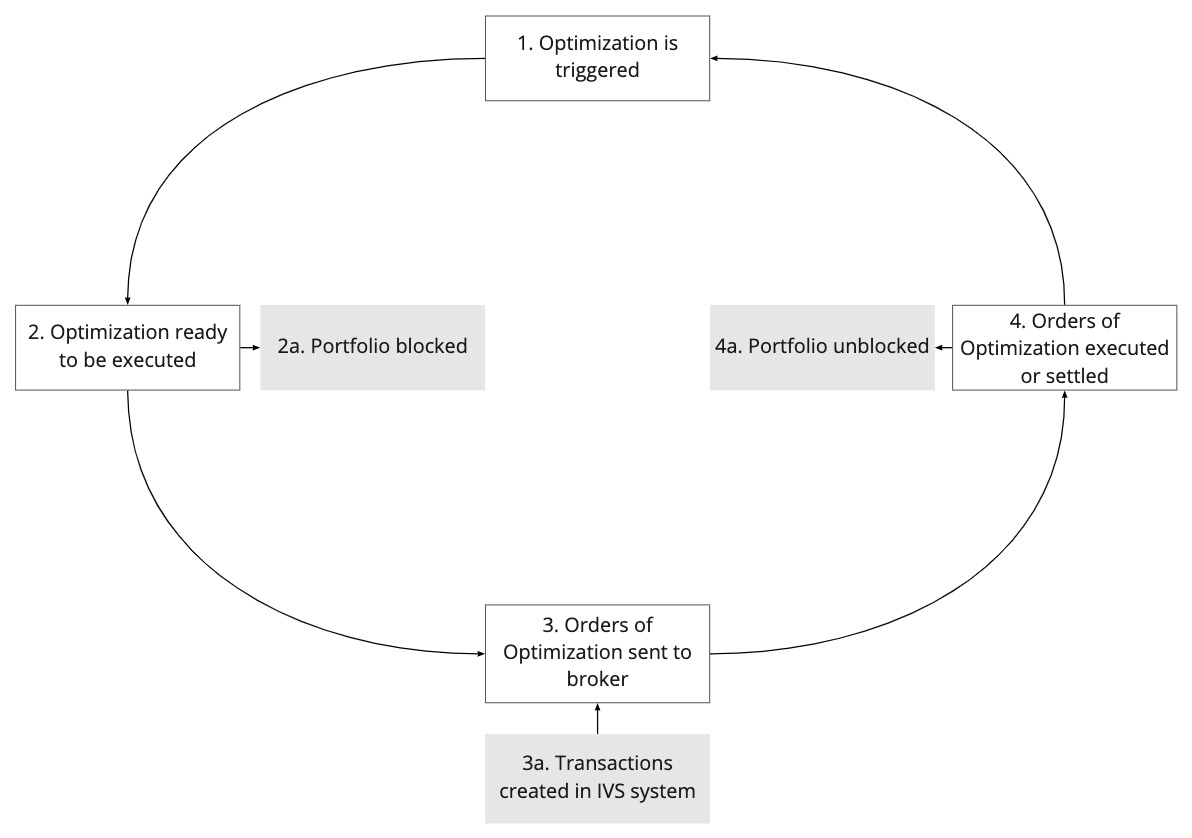 1. Optimization is
triggered
2. Optimization ready
to be executed
2a. Portfolio blocked
4a. Portfolio unblocked
4. Orders of
Optimization executed
or settled
3. Orders of
Optimization sent to
broker
3a. Transactions
created in IVS system